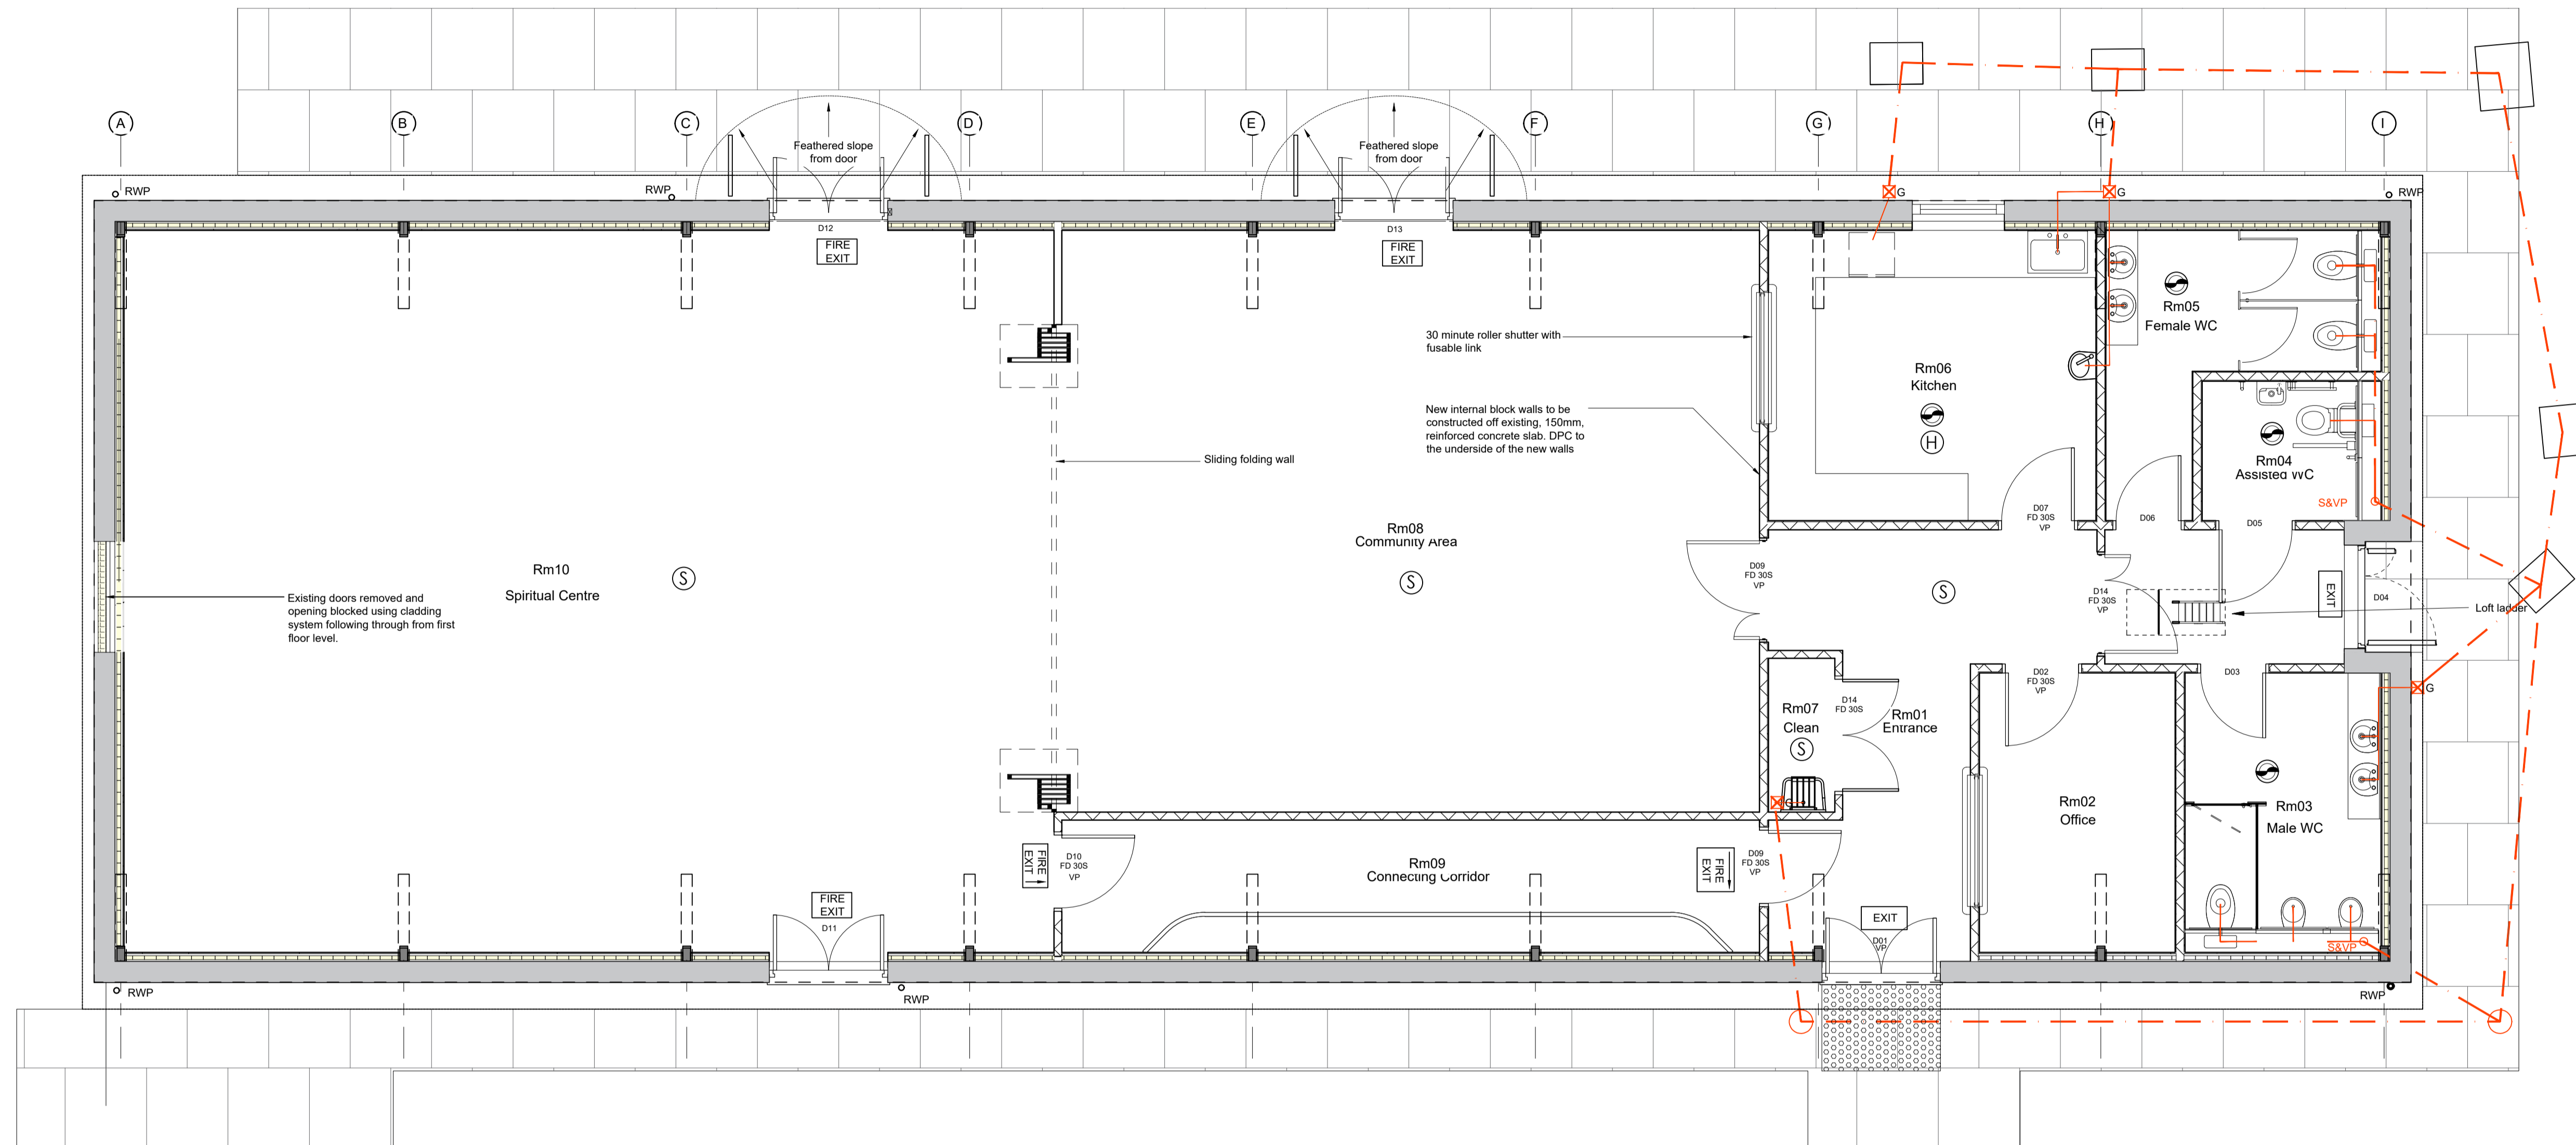 A
B
C
D
E
F
G
H
I
Feathered slope
from door
Feathered slope
from door
RWP
RWP
G
G
RWP
D12
FIRE
EXIT
D13
FIRE
EXIT
30 minute roller shutter with
fusable link
Rm06
Kitchen
H
Rm05
Female WC
New internal block walls to be
constructed off existing, 150mm,
reinforced concrete slab. DPC to
the underside of the new walls
Sliding folding wall
Rm04
Assisted WC
S&VP
D07
FD 30S
VP
D06
D05
Rm08
Community Area
S
Rm10
Spiritual Centre
S
Existing doors removed and
opening blocked using cladding
system following through from first
floor level.
D09
FD 30S
VP
S
D14
FD 30S
VP
EXIT
D04
Loft ladder
D02
FD 30S
VP
D03
G
Rm07
Clean
S
D14
FD 30S
Rm01
Entrance
G
Rm02
Office
Rm03
Male WC
FIRE
EXIT
D10
FD 30S
VP
Rm09
Connecting Corridor
FIRE
EXIT
D09
FD 30S
VP
FIRE
EXIT
D11
EXIT
D01
VP
S&VP
RWP
RWP
RWP